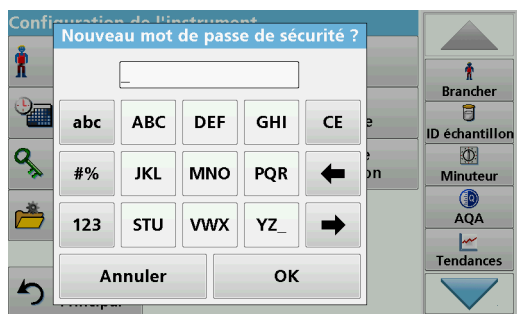 Configuration de l'instrument
Nouveau mot de passe de sécurité ?
_
abc ABC DEF GHI CE
#% JKL MNO PQR
123 STU VWX YZ_
Annuler OK
Principal
Brancher
ID échantillon
Minuteur
AQA
Tendances